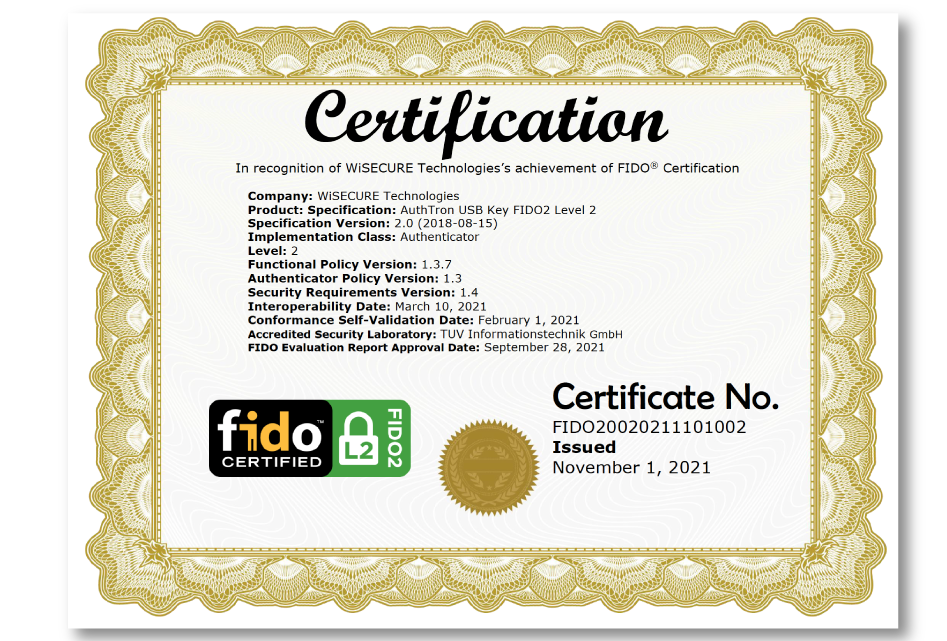 Certification
In recognition of WiSECURE Technologies's achievement of FIDO® Certification
Company: WiSECURE Technologies
Product: Specification: AuthTron USB Key FIDO2 Level 2
Specification Version: 2.0 (2018-08-15)
Implementation Class: Authenticator
Level: 2
Functional Policy Version: 1.3.7
Authenticator Policy Version: 1.3
Security Requirements Version: 1.4
Interoperability Date: March 10, 2021
Conformance Self-Validation Date: February 1, 2021
Accredited Security Laboratory: TUV Informationstechnik GmbH
FIDO Evaluation Report Approval Date: September 28, 2021
fido™
CERTIFIED
L2
FIDO2
Certificate No.
FIDO20020211101002
Issued
November 1, 2021